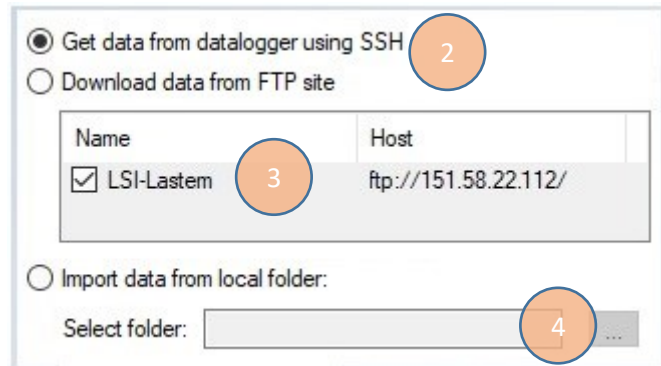 Get data from datalogger using SSH
2
Download data from FTP site
Name Host
LSI-Lastem 3 ftp://151.58.22.112/
Import data from local folder:
Select folder: 4 ...